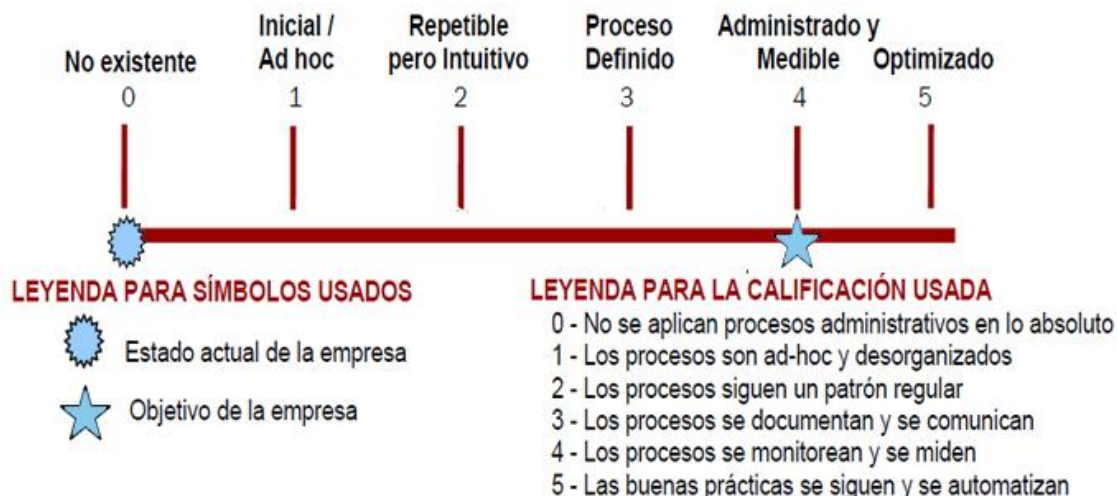 No existente
Inicial /
Ad hoc
Repetible
pero Intuitivo
Proceso
Definido
Administrado y
Medible
Optimizado
0
1
2
3
4
5
LEYENDA PARA SÍMBOLOS USADOS
Estado actual de la empresa
Objetivo de la empresa
LEYENDA PARA LA CALIFICACIÓN USADA
0 - No se aplican procesos administrativos en lo absoluto
1 - Los procesos son ad-hoc y desorganizados
2 - Los procesos siguen un patrón regular
3 - Los procesos se documentan y se comunican
4 - Los procesos se monitorean y se miden
5 - Las buenas prácticas se siguen y se automatizan